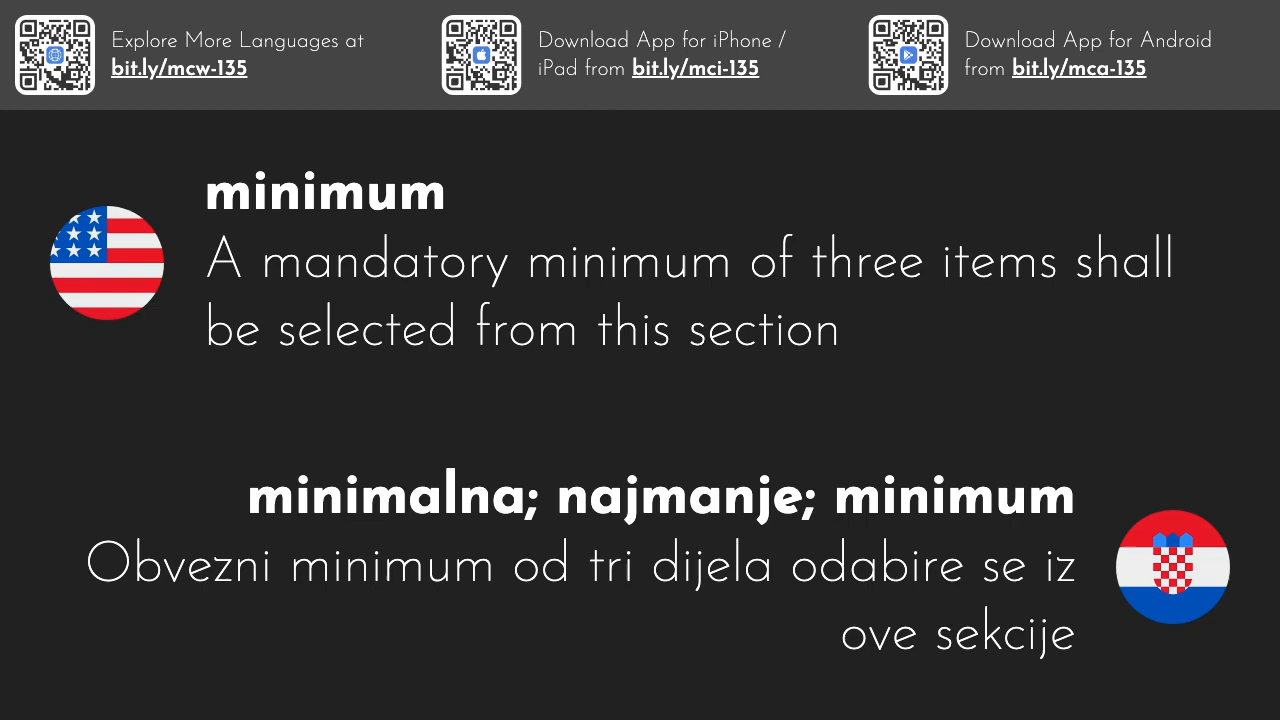 Explore More Languages at
bit.ly/mcw-135
Download App for iPhone /
iPad from bit.ly/mci-135
Download App for Android
from bit.ly/mca-135
minimum
A mandatory minimum of three items shall
be selected from this section
minimalna; najmanje; minimum
Obvezni minimum od tri dijela odabire se iz
ove sekcije